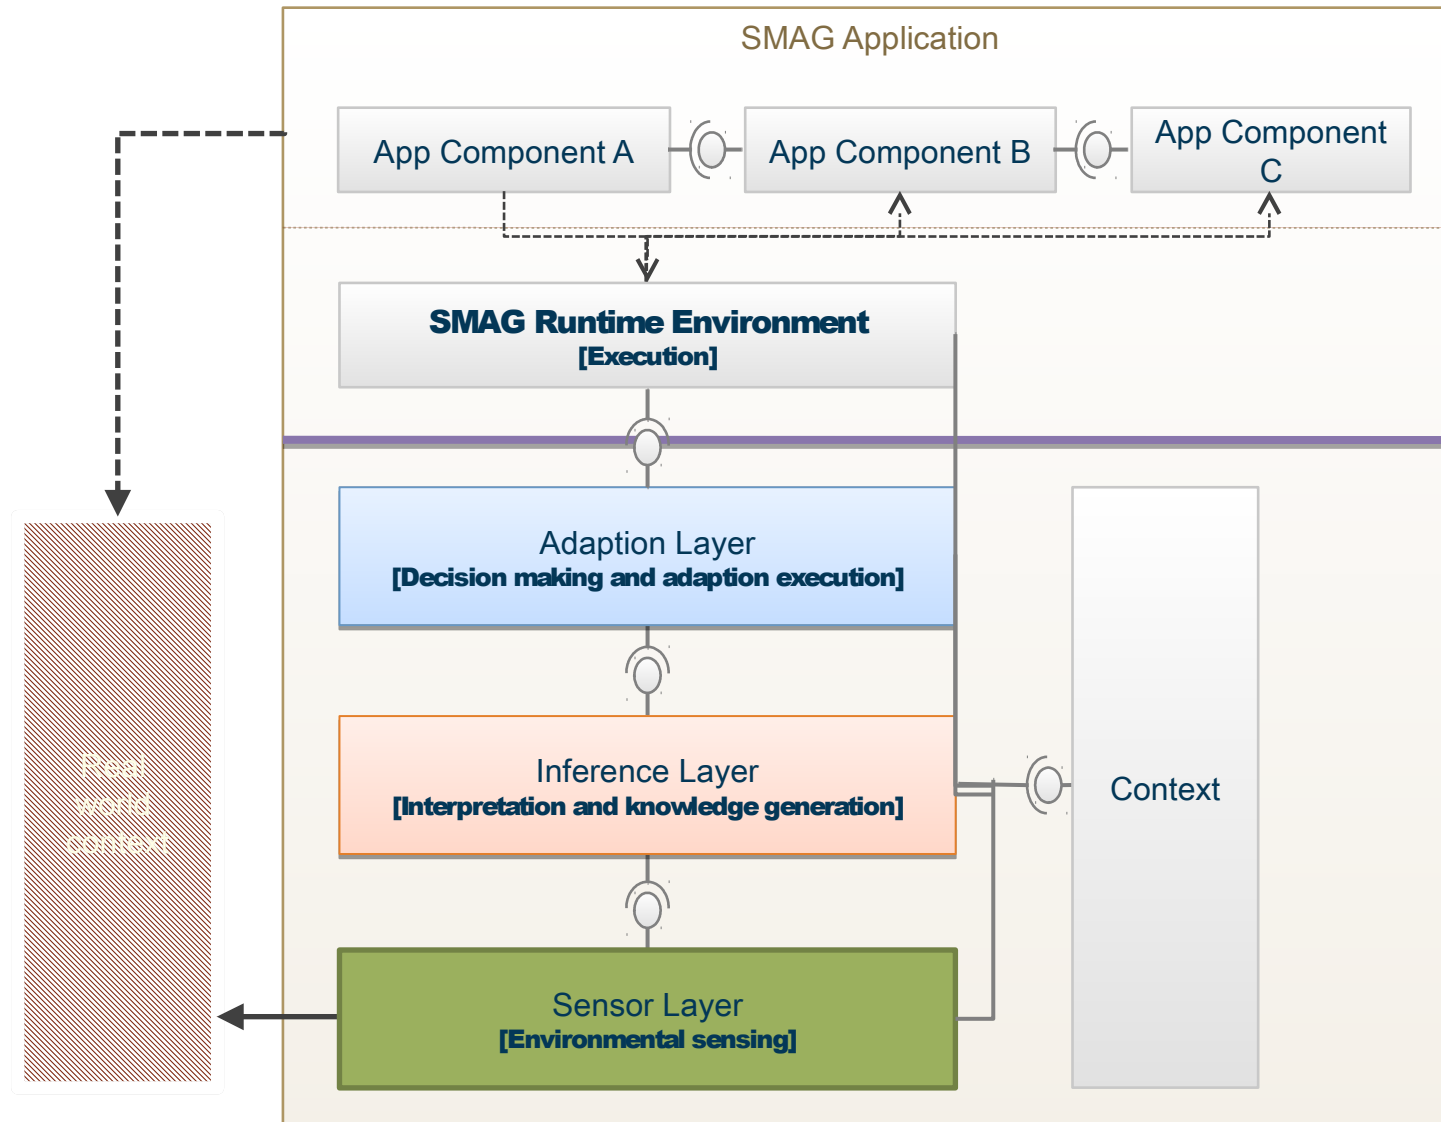 SMAG Application
App Component A
App Component B
App Component
C
SMAG Runtime Environment
[Execution]
Adaption Layer
[Decision making and adaption execution]
Inference Layer
[Interpretation and knowledge generation]
Real
world
context
Context
Sensor Layer
[Environmental sensing]